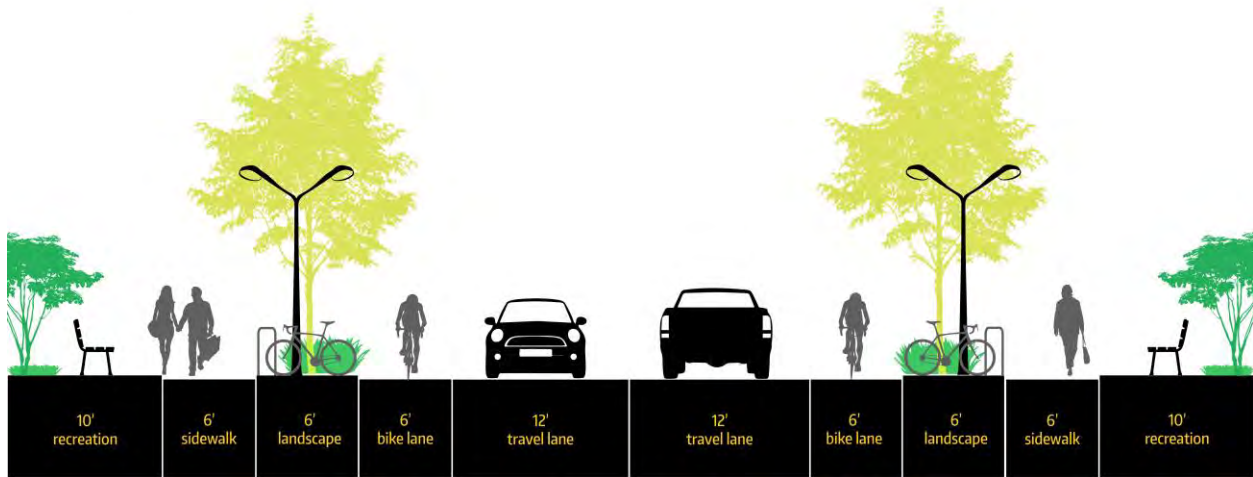 10'
recreation
6'
sidewalk
6'
landscape
6'
bike lane
12'
travel lane
12'
travel lane
6'
bike lane
6'
landscape
6'
sidewalk
10'
recreation